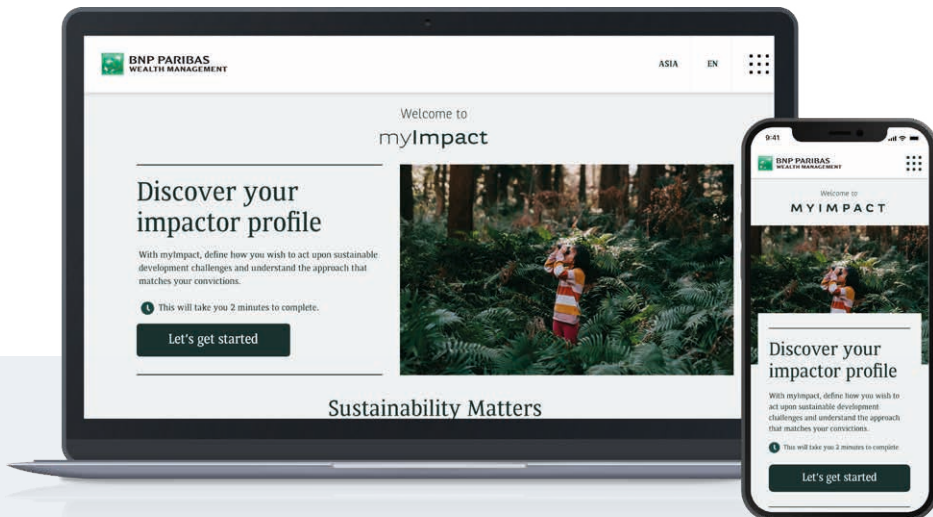 BNP PARIBAS
WEALTH MANAGEMENT
ASIA
EN
Welcome to
myImpact
Discover your
impactor profile
With myImpact, define how you wish to act upon sustainable
development challenges and understand the approach that
matches your convictions.
This will take you 2 minutes to complete.
Let's get started
Sustainability Matters
9:41
BNP PARIBAS
WEALTH MANAGEMENT
Welcome to
MYIMPACT
Discover your
impactor profile
With myImpact, define how you wish to
act upon sustainable development
challenges and understand the approach
that matches your convictions.
This will take you 2 minutes to complete
Let's get started